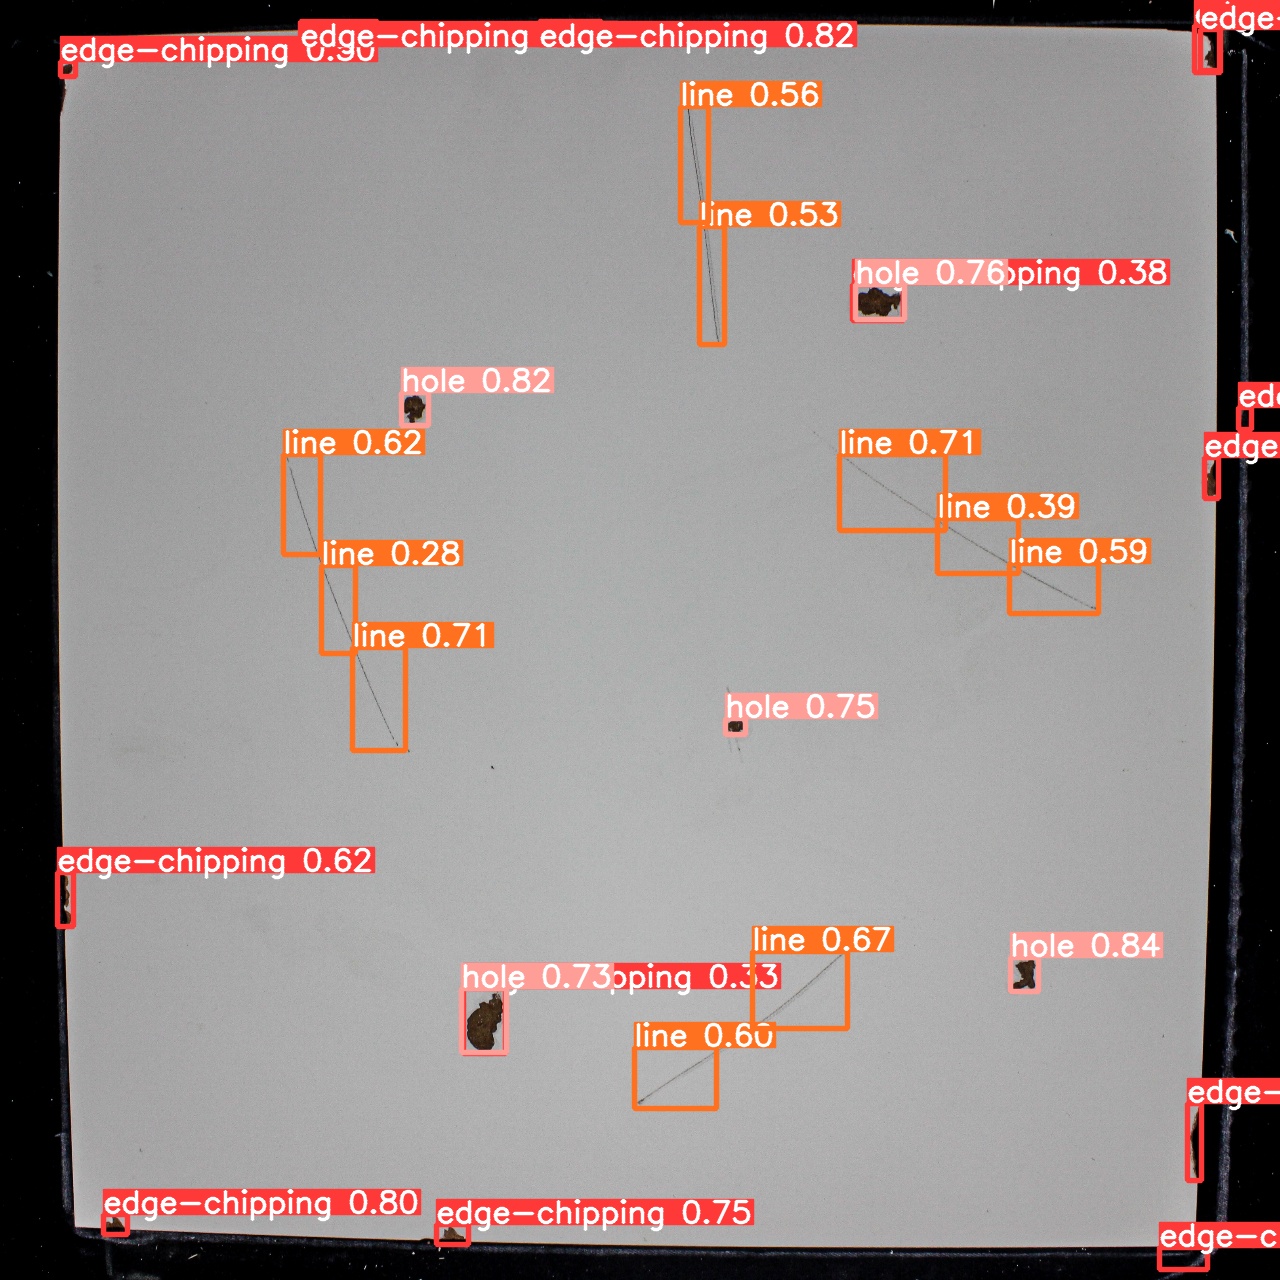 edge-
edge-chipping edge-chipping 0.82
edge-chipping 0.90
line 0.56
line 0.53
hole 0.76 pping 0.38
hole 0.82
edge
line 0.62
line 0.71
edge
line 0.39
line 0.28
line 0.59
line 0.71
hole 0.75
edge-chipping 0.62
line 0.67
hole 0.84
hole 0.73 pping 0.33
line 0.60
edge-
edge-chipping 0.80
edge-chipping 0.75
edge-c